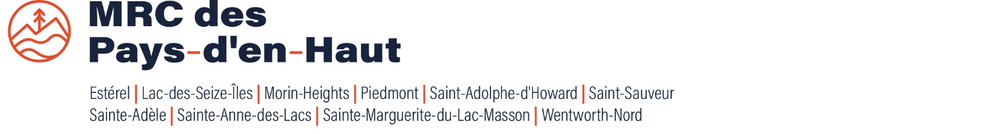 MRC des
Pays-d'en-Haut
Estérel | Lac-des-Seize-Îles | Morin-Heights | Piedmont | Saint-Adolphe-d'Howard | Saint-Sauveur
Sainte-Adèle | Sainte-Anne-des-Lacs | Sainte-Marguerite-du-Lac-Masson | Wentworth-Nord